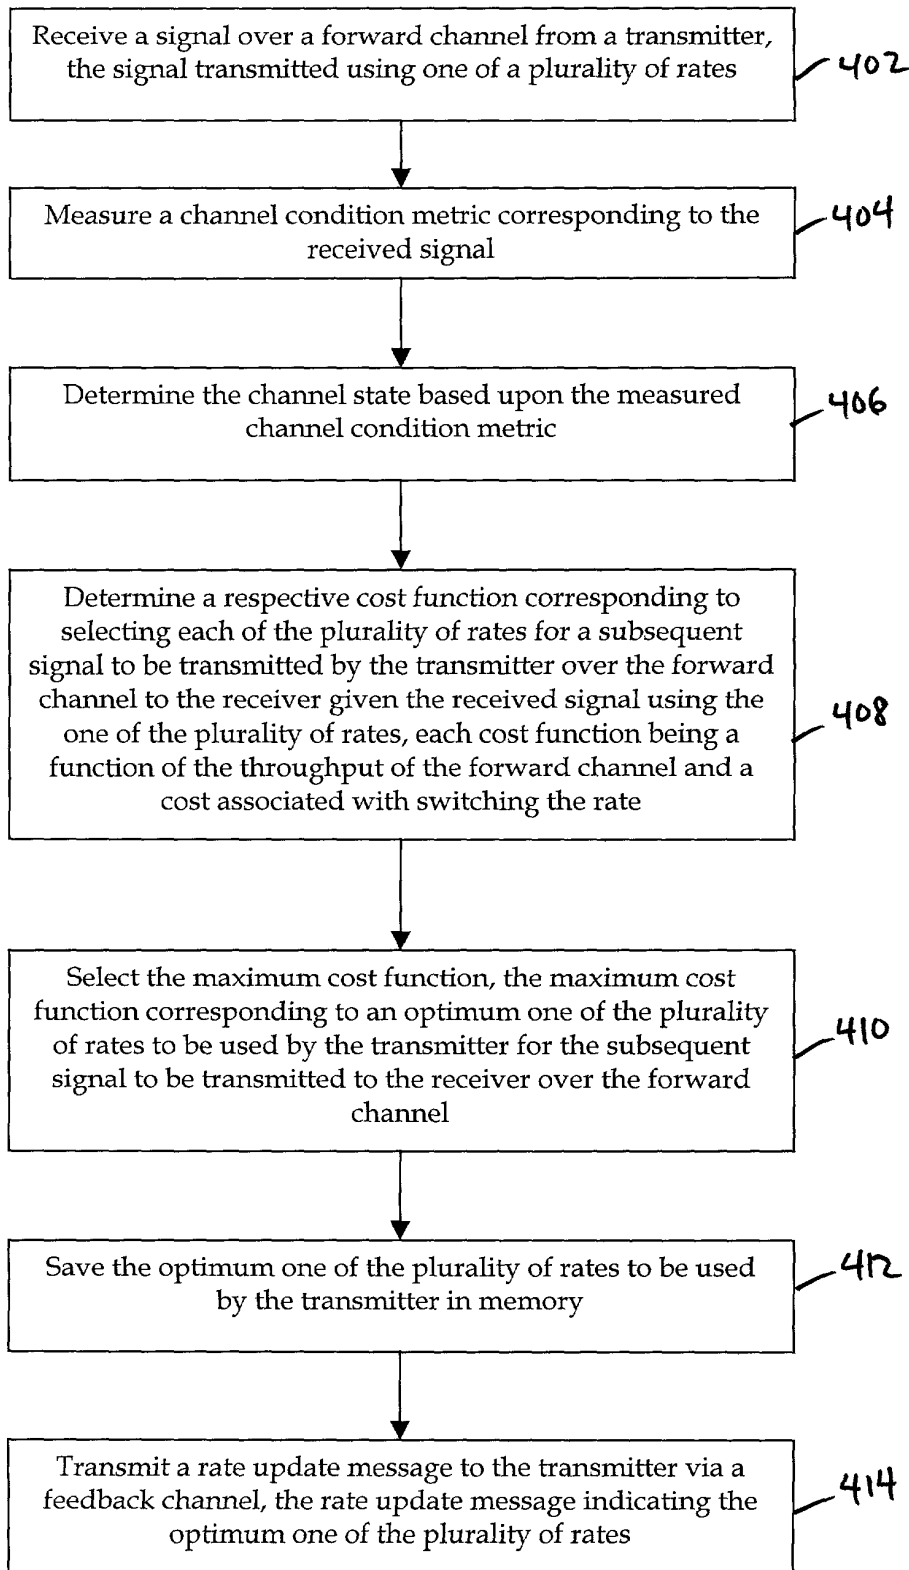 Receive a signal over a forward channel from a transmitter,
the signal transmitted using one of a plurality of rates
402
Measure a channel condition metric corresponding to the
received signal
404
Determine the channel state based upon the measured
channel condition metric
406
Determine a respective cost function corresponding to
selecting each of the plurality of rates for a subsequent
signal to be transmitted by the transmitter over the forward
channel to the receiver given the received signal using the
one of the plurality of rates, each cost function being a
function of the throughput of the forward channel and a
cost associated with switching the rate
408
Select the maximum cost function, the maximum cost
function corresponding to an optimum one of the plurality
of rates to be used by the transmitter for the subsequent
signal to be transmitted to the receiver over the forward
channel
410
Save the optimum one of the plurality of rates to be used
by the transmitter in memory
412
Transmit a rate update message to the transmitter via a
feedback channel, the rate update message indicating the
optimum one of the plurality of rates
414